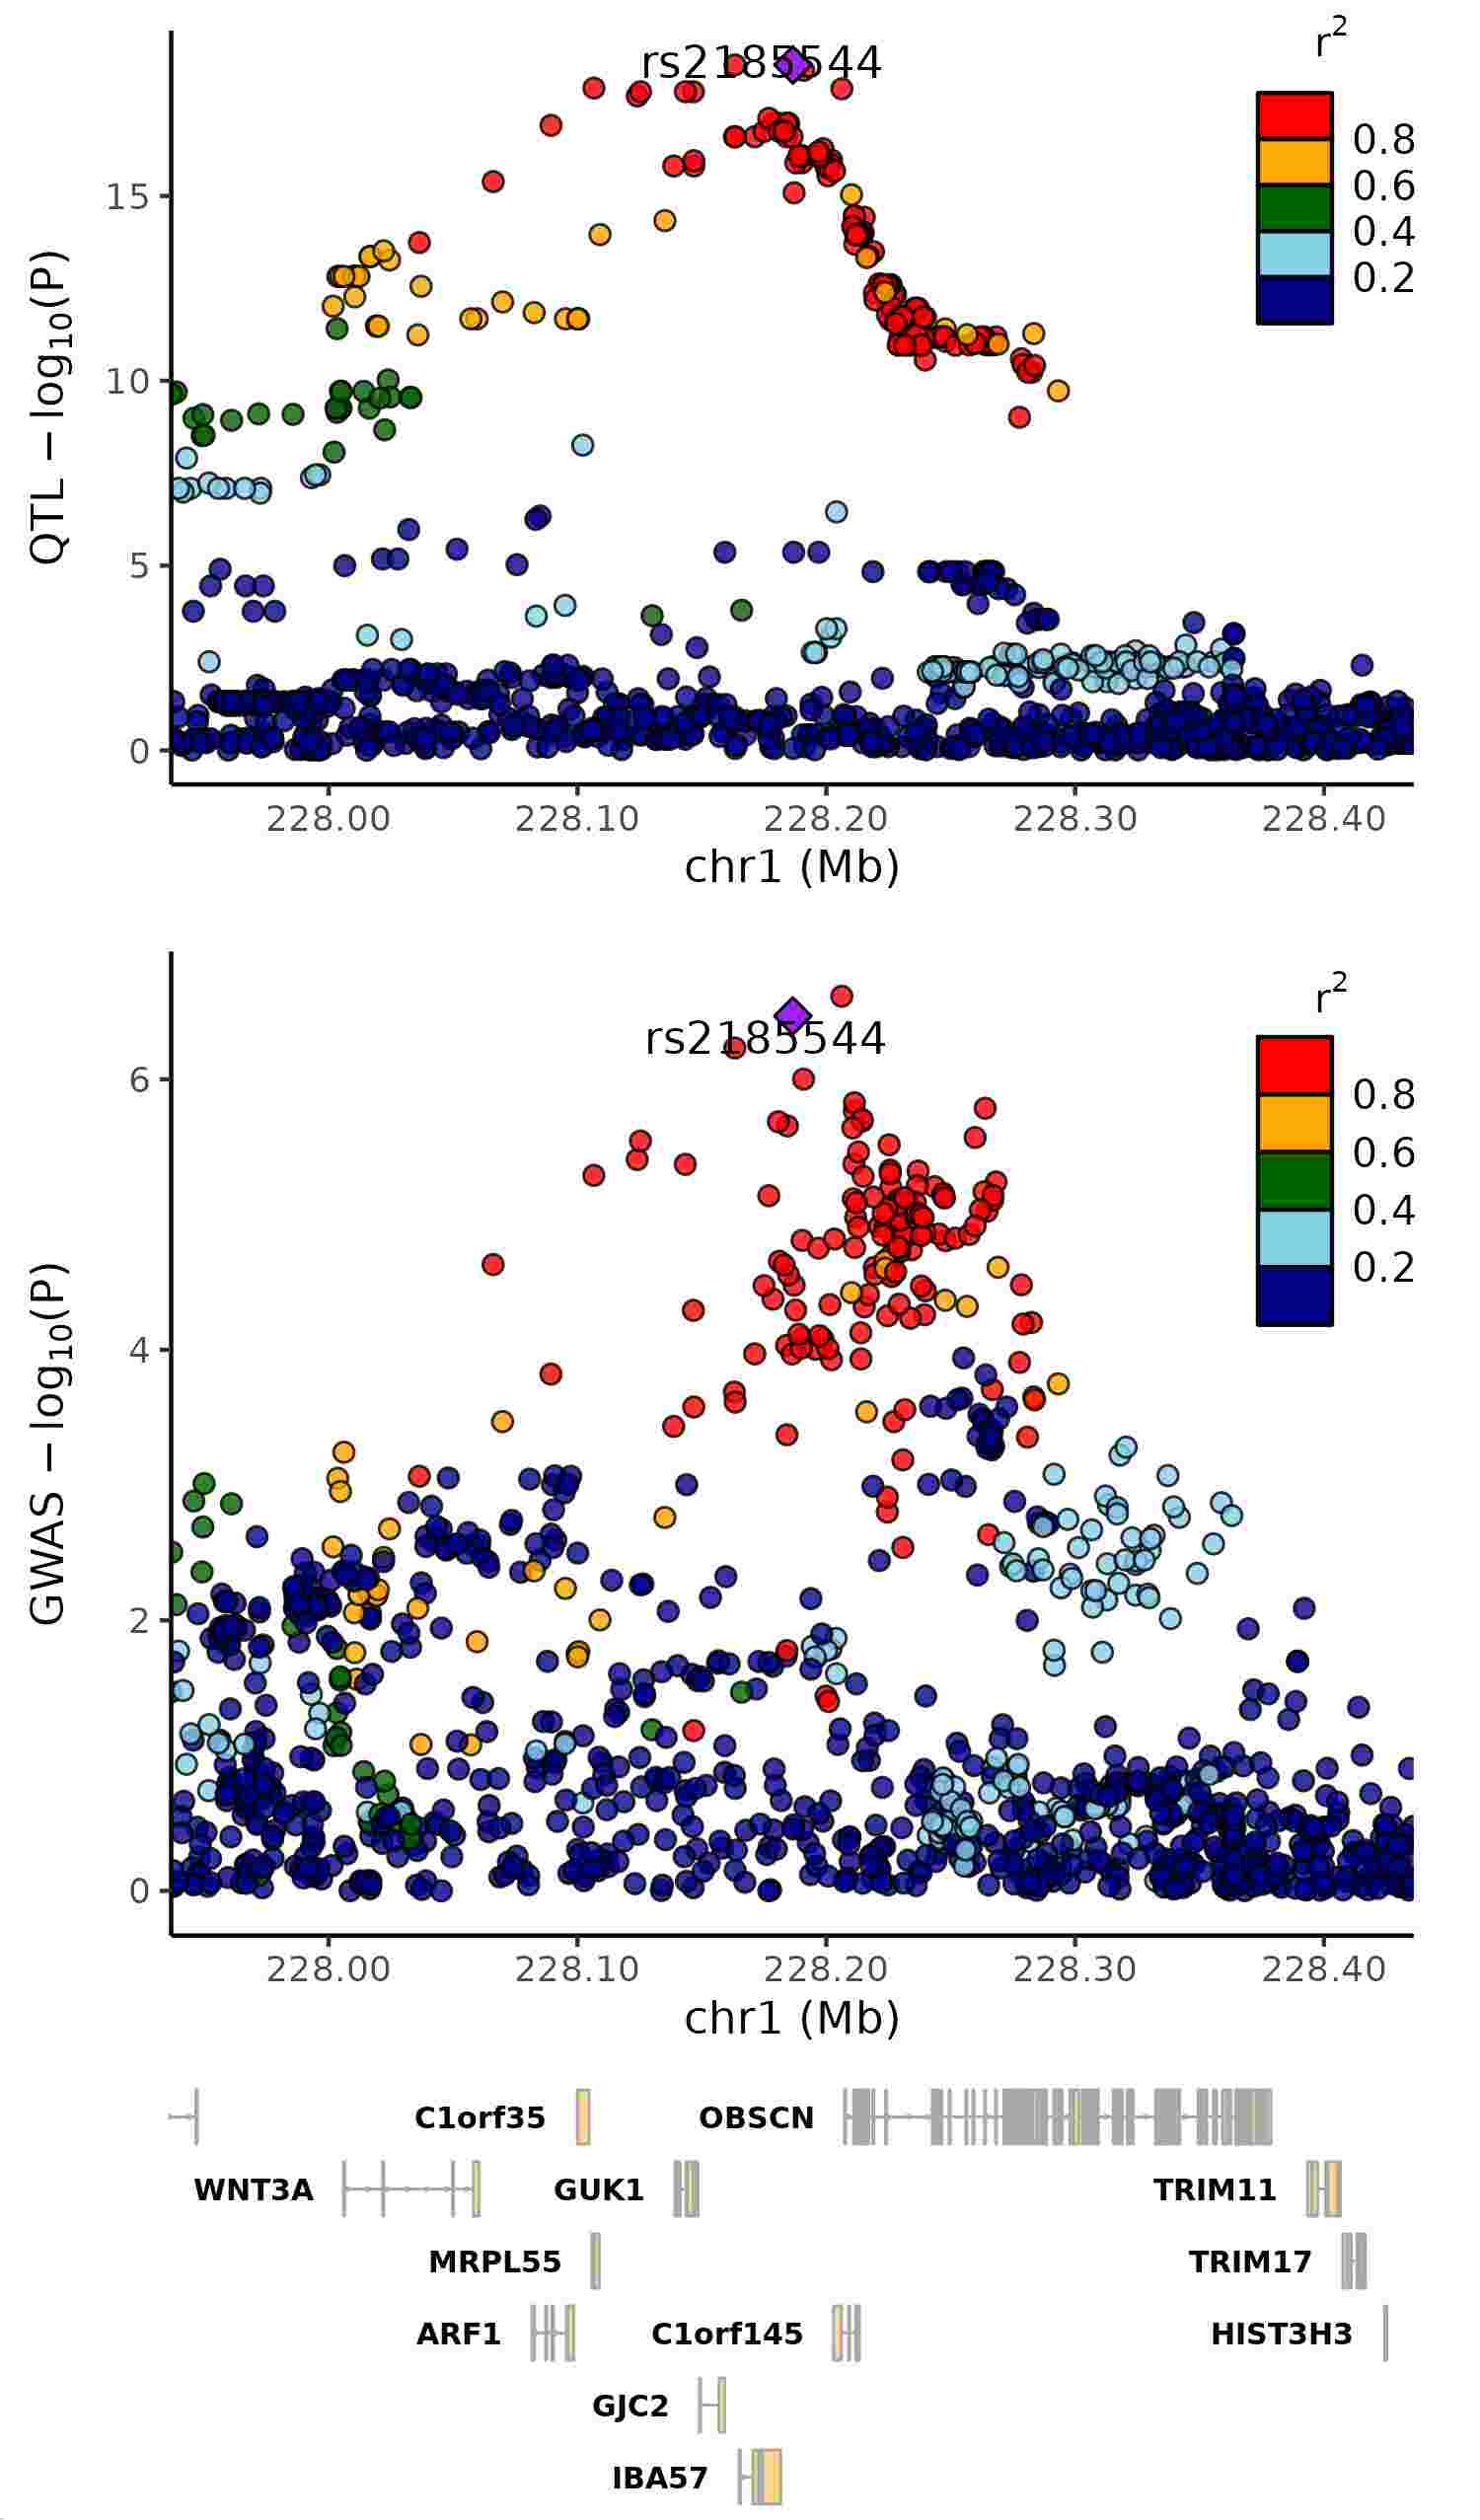 r2
rs2185544
0.8
0.6
0.4
0.2
15
10
5
0
QTL − log10(P)
228.00 228.10 228.20 228.30 228.40
chr1 (Mb)
r2
rs2185544
0.8
0.6
0.4
0.2
6
4
2
0
GWAS − log10(P)
228.00 228.10 228.20 228.30 228.40
chr1 (Mb)
C1orf35 OBSCN
WNT3A GUK1 TRIM11
MRPL55 TRIM17
ARF1 C1orf145 HIST3H3
GJC2
IBA57